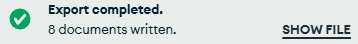 Export completed.
8 documents written.
SHOW FILE